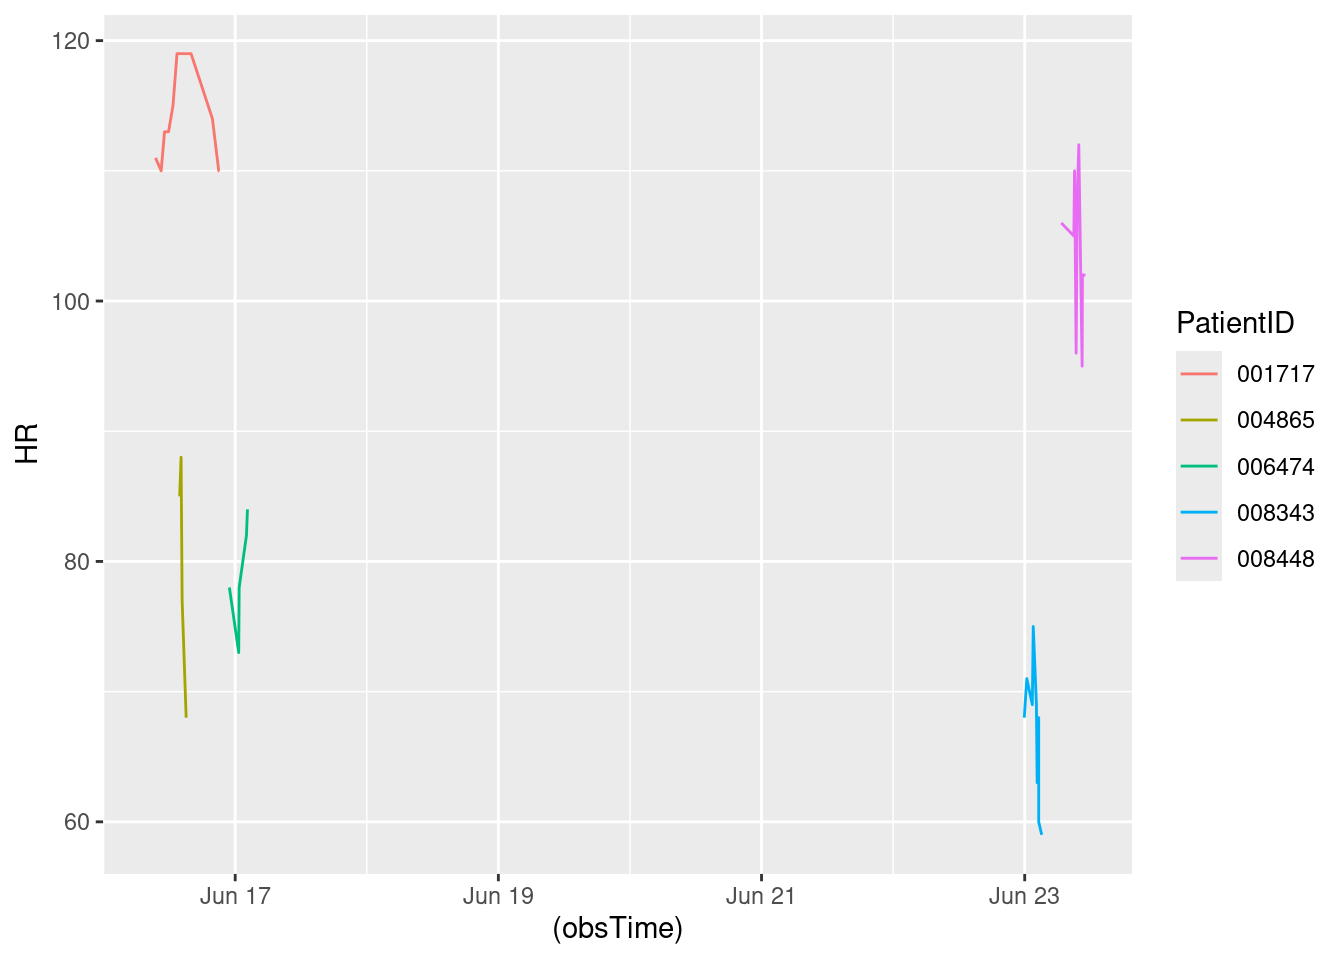 120
100
80
60
HR
Jun 17
Jun 19
Jun 21
Jun 23
(obsTime)
PatientID
001717
004865
006474
008343
008448